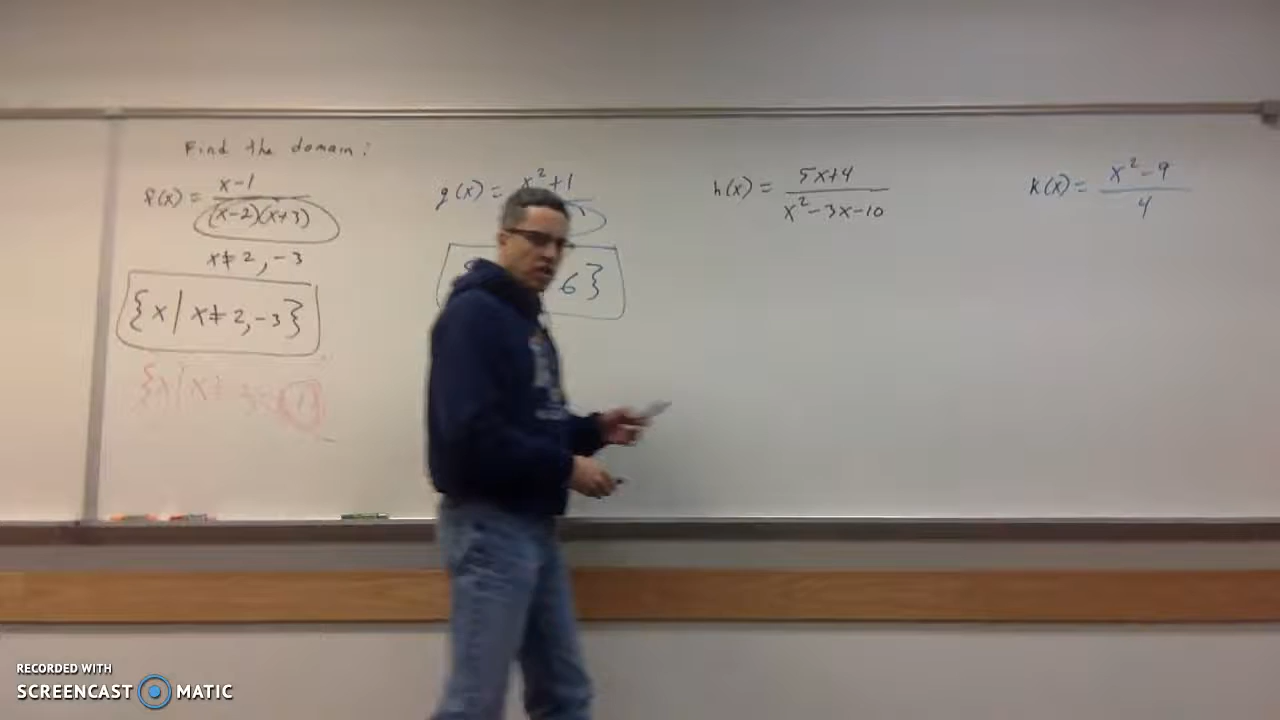 Find the domain:
f(x) = x-1 / (x-2)(x+3)
x≠2, -3
{x | x≠2, -3}
{x | x≠
g(x) = x²+1
6}
h(x) = 5x+4 / x²-3x-10
k(x) = x²-9 / 4
RECORDED WITH
SCREENCAST MATIC